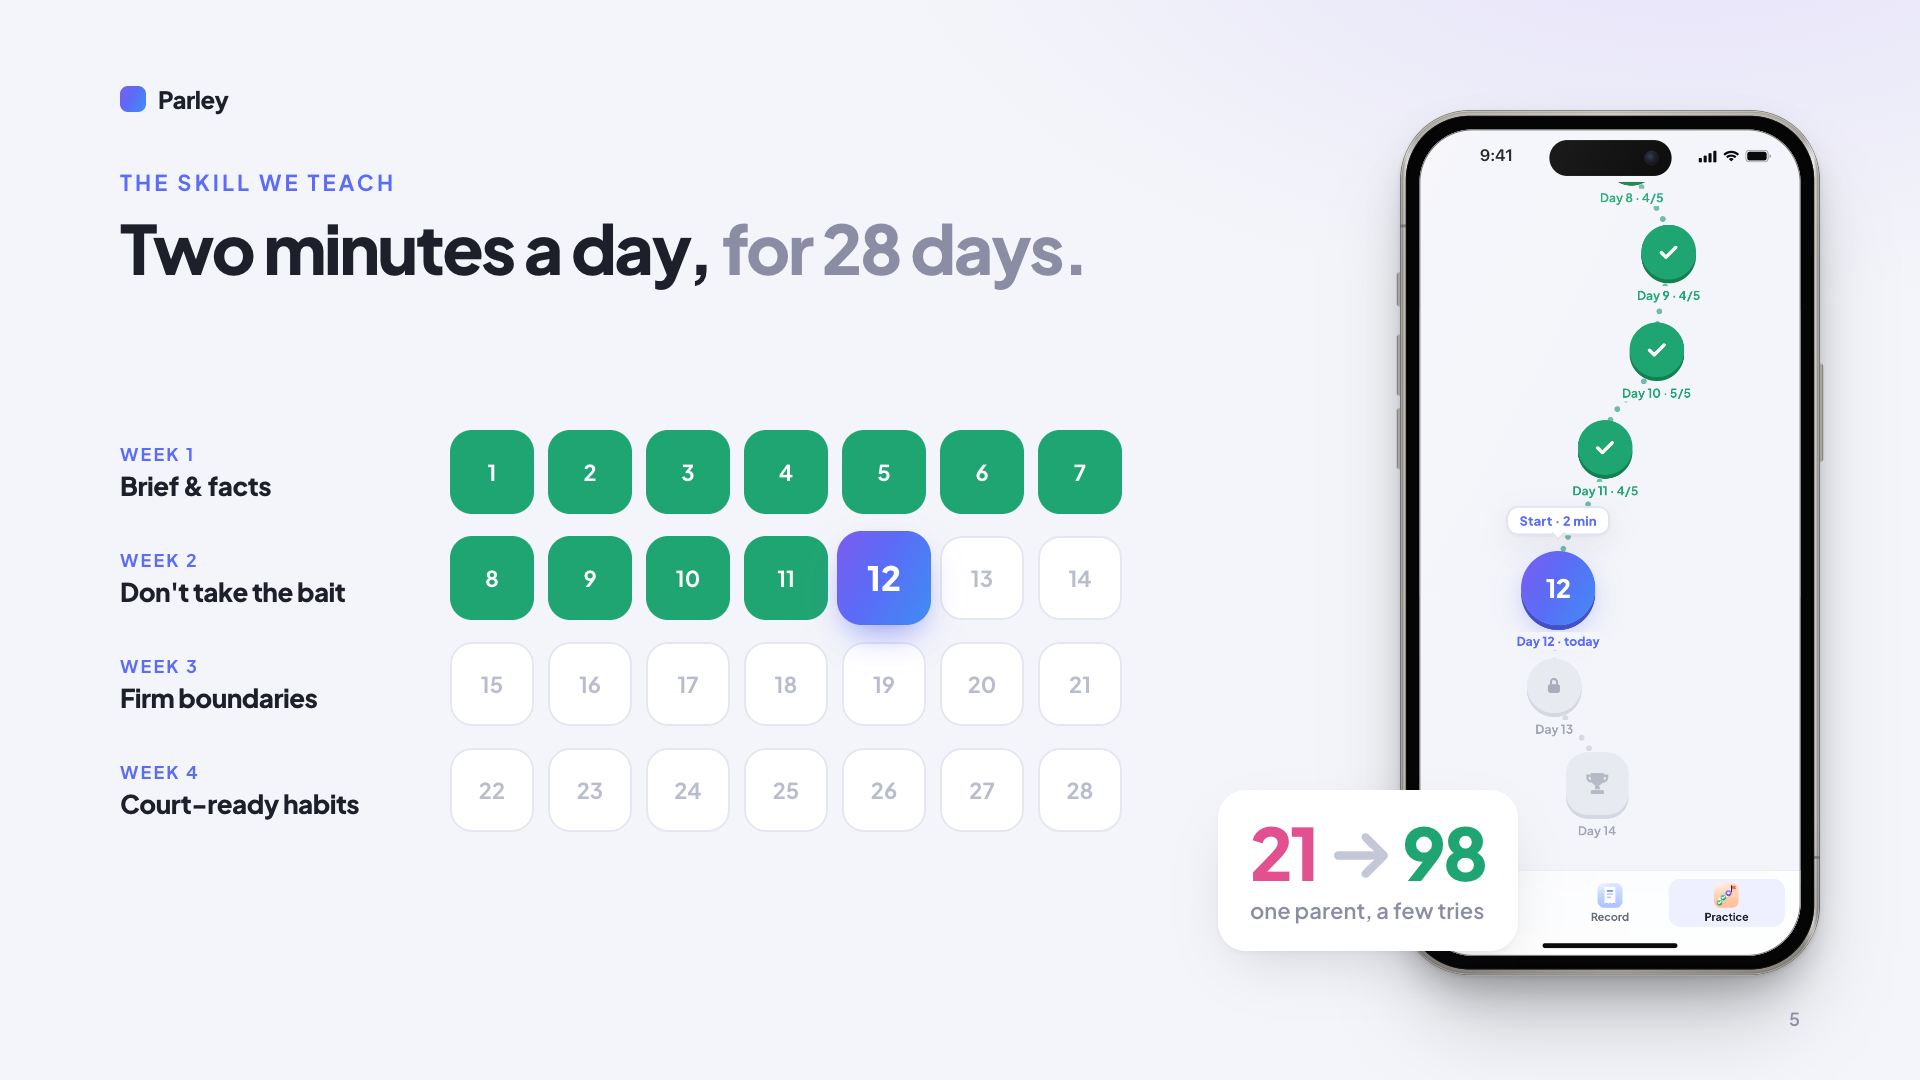 Parley
THE SKILL WE TEACH
Two minutes a day, for 28 days.
WEEK 1
Brief & facts
1 2 3 4 5 6 7
WEEK 2
Don't take the bait
8 9 10 11 12 13 14
WEEK 3
Firm boundaries
15 16 17 18 19 20 21
WEEK 4
Court-ready habits
22 23 24 25 26 27 28
9:41
Day 8 · 4/5
Day 9 · 4/5
Day 10 · 5/5
Day 11 · 4/5
Start · 2 min
12
Day 12 · today
Day 13
Day 14
Record
Practice
21 → 98
one parent, a few tries
5